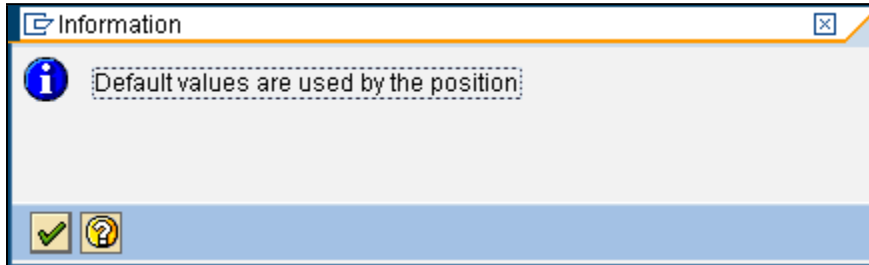 Information
Default values are used by the position